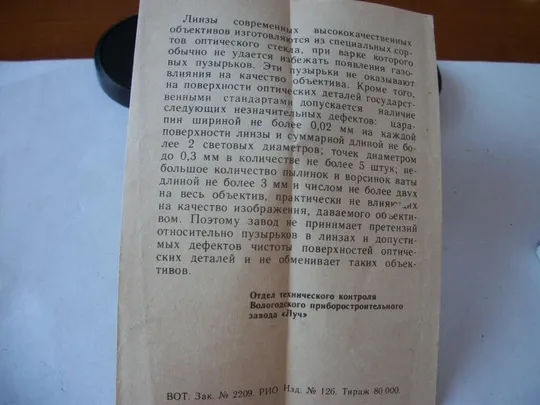 Линзы современных высококачественных
объективов изготовляются из специальных сор-
тов оптического стекла, при варке которого
обычно не удается избежать появления газо-
вых пузырьков. Эти пузырьки не оказывают
влияния на качество объектива. Кроме того,
на поверхности оптических деталей государст-
венными стандартами допускается наличие
следующих незначительных дефектов: цара-
пин шириной не более 0,02 мм на каждой
поверхности линзы и суммарной длиной не бо-
лее 2 световых диаметров; точек диаметром
до 0,3 мм в количестве не более 5 штук; не-
большое количество пылинок и ворсинок ваты
длиной не более 3 мм и числом не более двух
на весь объектив, практически не влияющих
на качество изображения, даваемого объекти-
вом. Поэтому завод не принимает претензий
относительно пузырьков в линзах и допусти-
мых дефектов чистоты поверхностей оптиче-
ских деталей и не обменивает таких объек-
тивов.
Отдел технического контроля
Вологодского приборостроительного
завода «Луч»
ВОТ. Зак. № 2209. РИО Изд. № 126. Тираж 80 000.